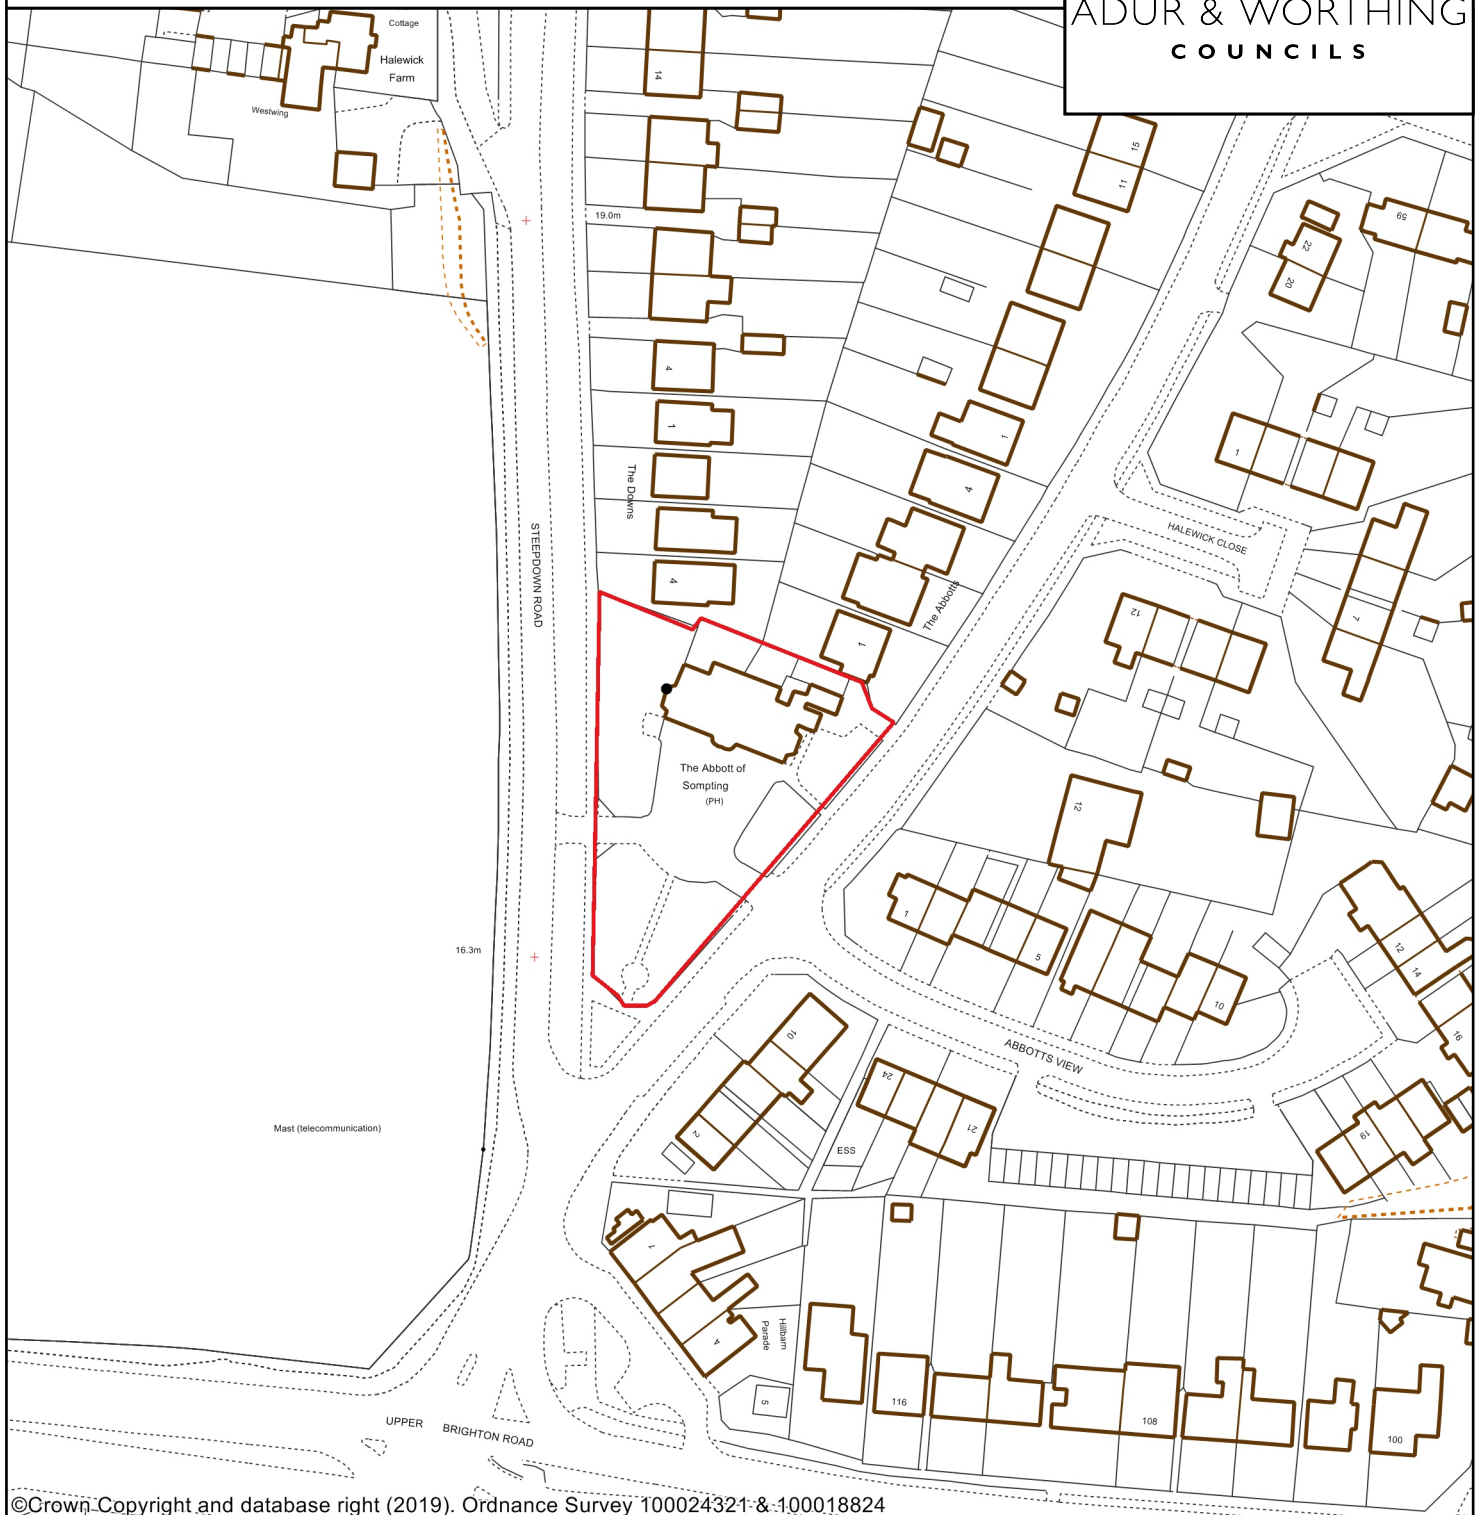 ADUR & WORTHING
COUNCILS
Cottage
Halewick
Farm
Westwing
14
15
11
19.0m
59
22
20
4
1
1
4
1
The Downs
STEEPDOWN ROAD
HALEWICK CLOSE
4
The Abbotts
1
12
7
The Abbott of
Sompting
(PH)
12
1
5
10
12
14
16
16.3m
ABBOTTS VIEW
10
2
24
21
19
ESS
Mast (telecommunication)
1
4
Hillbarn
Parade
5
116
108
100
UPPER BRIGHTON ROAD
©Crown Copyright and database right (2019). Ordnance Survey 100024321 & 100018824